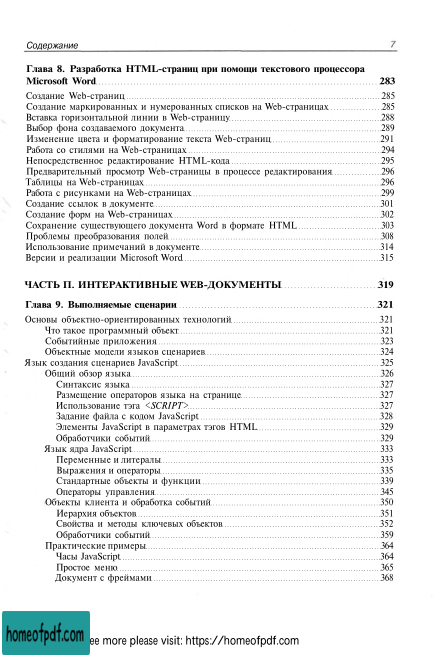 Содержание 7
Глава 8. Разработка HTML-страниц при помощи текстового процессора
Microsoft Word 283
Создание Web-страниц 285
Создание маркированных и нумерованных списков на Web-страницах 285
Вставка горизонтальной линии в Web-страницу 288
Выбор фона создаваемого документа 289
Изменение цвета и форматирование текста Web-страниц 291
Работа со стилями на Web-страницах 294
Непосредственное редактирование HTML-кода 295
Предварительный просмотр Web-страницы в процессе редактирования 296
Таблицы на Web-страницах 296
Работа с рисунками на Web-страницах 299
Создание ссылок в документе 301
Создание форм на Web-страницах 302
Сохранение существующего документа Word в формате HTML 303
Проблемы преобразования полей 308
Использование примечаний в документе 314
Версии и реализации Microsoft Word 315
ЧАСТЬ II. ИНТЕРАКТИВНЫЕ WEB-ДОКУМЕНТЫ 319
Глава 9. Выполняемые сценарии 321
Основы объектно-ориентированных технологий 321
Что такое программный объект 321
Событийные приложения 323
Объектные модели языков сценариев 324
Язык создания сценариев JavaScript 325
Общий обзор языка 326
Синтаксис языка 327
Размещение операторов языка на странице 327
Использование тэга <SCRIPT> 327
Задание файла с кодом JavaScript 328
Элементы JavaScript в параметрах тэгов HTML 329
Обработчики событий 329
Язык ядра JavaScript 333
Переменные и литералы 333
Выражения и операторы 335
Стандартные объекты и функции 339
Операторы управления 345
Объекты клиента и обработка событий 350
Иерархия объектов 351
Свойства и методы ключевых объектов 352
Обработчики событий 359
Практические примеры 364
Часы JavaScript 364
Простое меню 365
Документ с фреймами 368
homeofpdf.com
ee more please visit: https://homeofpdf.com